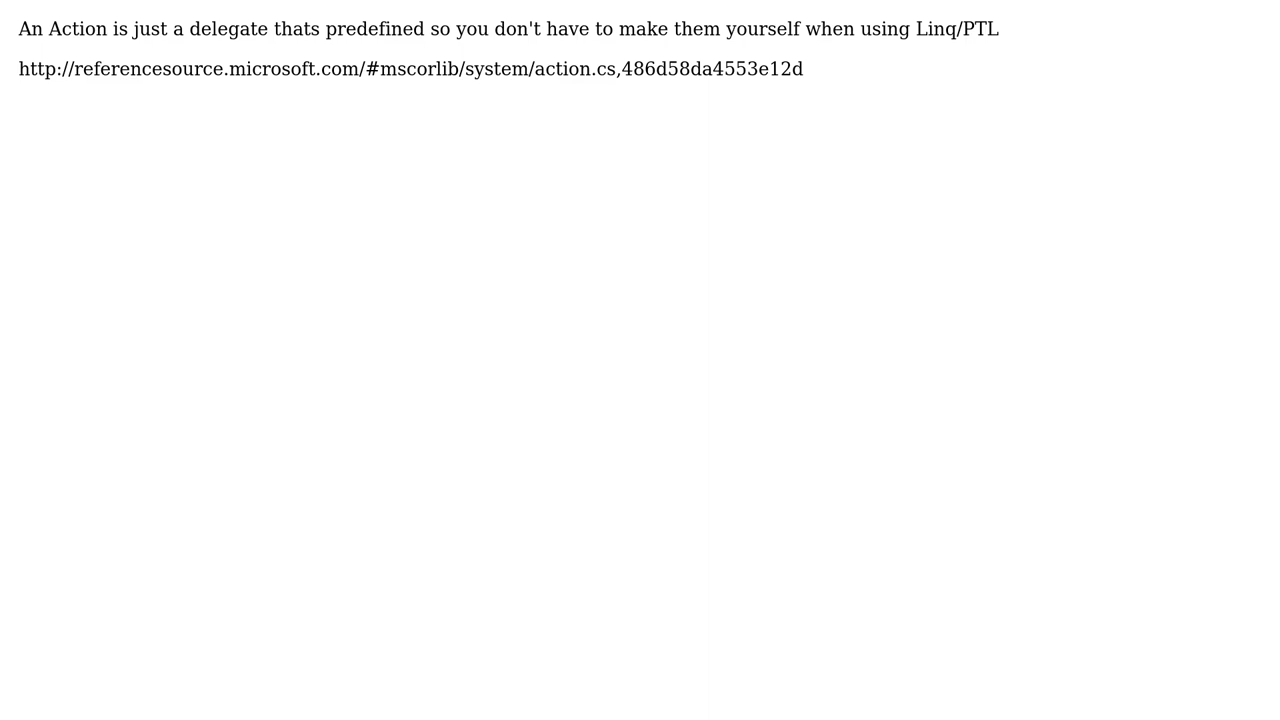 An Action is just a delegate thats predefined so you don't have to make them yourself when using Linq/PTL
http://referencesource.microsoft.com/#mscorlib/system/action.cs,486d58da4553e12d